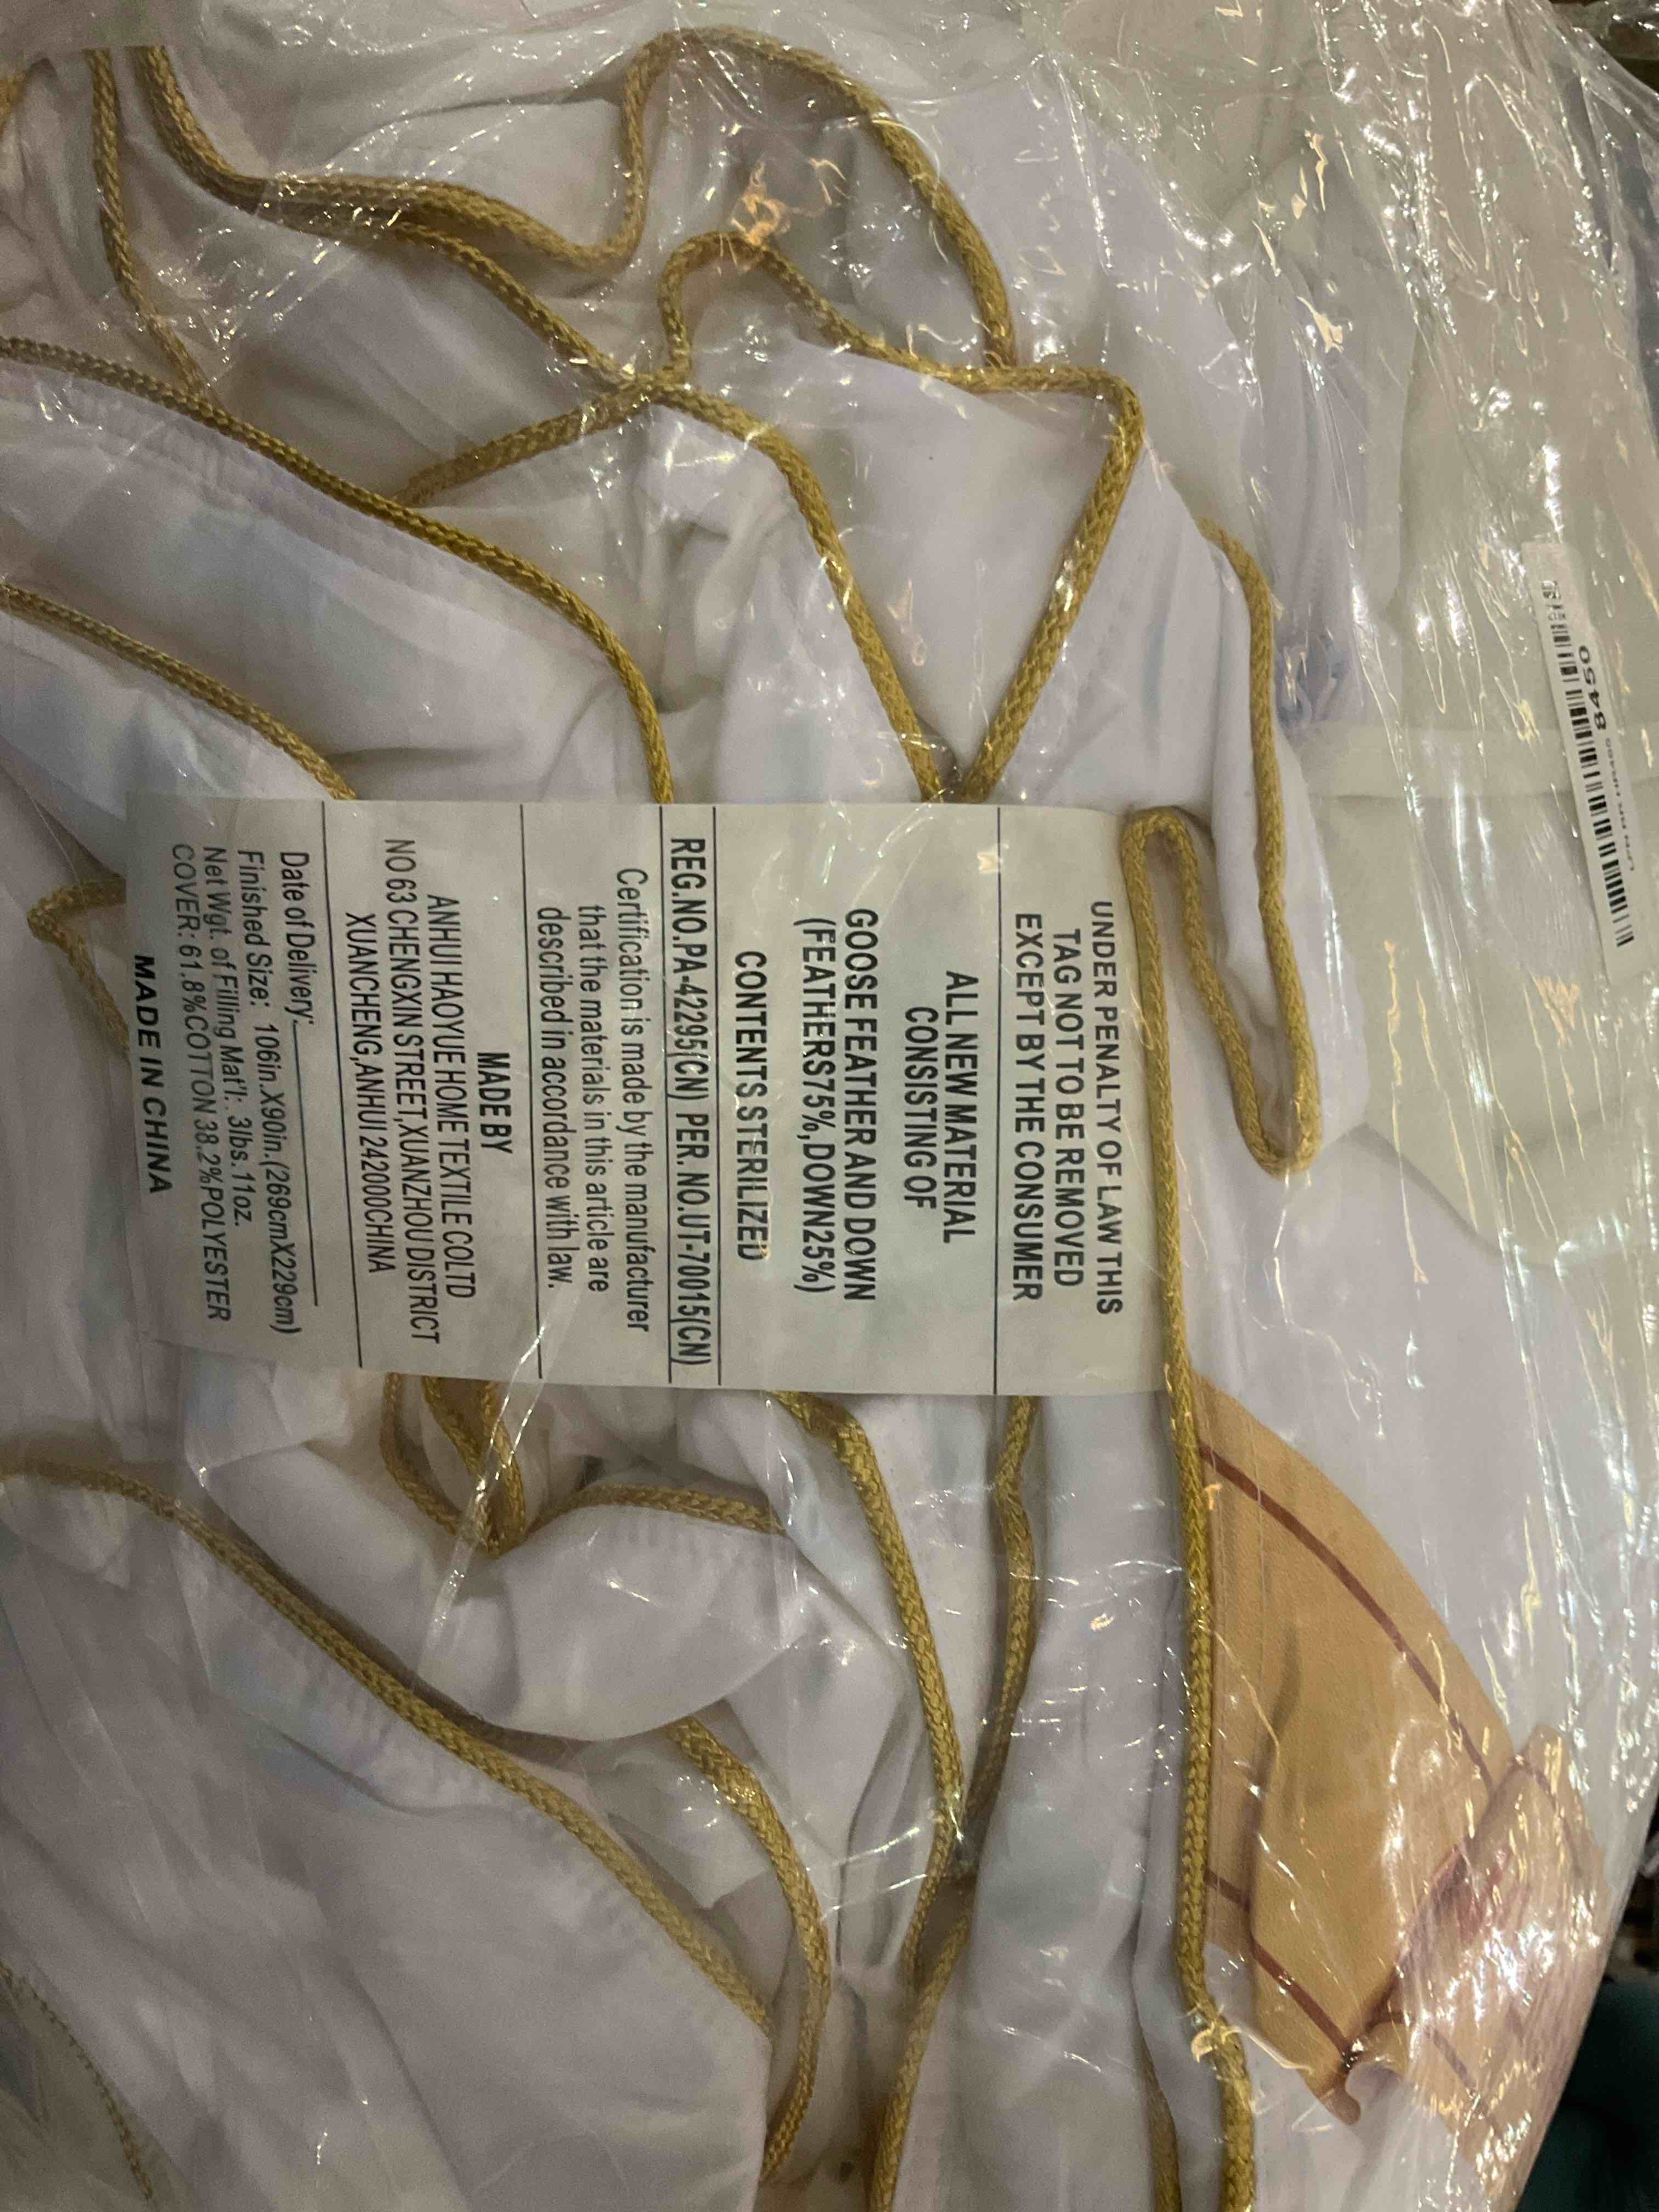 UNDER PENALTY OF LAW THIS
TAG NOT TO BE REMOVED
EXCEPT BY THE CONSUMER
ALL NEW MATERIAL
CONSISTING OF
GOOSE FEATHER AND DOWN
(FEATHERS75%,DOWN25%)
CONTENTS STERILIZED
REG.NO.PA-42295(CN) PER. NO.UT-70015(CN)
Certification is made by the manufacturer
that the materials in this article are
described in accordance with law.
MADE BY
ANHUI HAOYUE HOME TEXTILE COLTD
NO 63 CHENGXIN STREET,XUANZHOU DISTRICT
XUANCHENG,ANHUI 242000CHINA
Date of Delivery:
Finished Size: 106in.X90in.(269cmX229cm)
Net Wgt. of Filling Mat'l:. 3lbs.11oz.
COVER: 61.8%COTTON 38.2%POLYESTER
MADE IN CHINA
8450